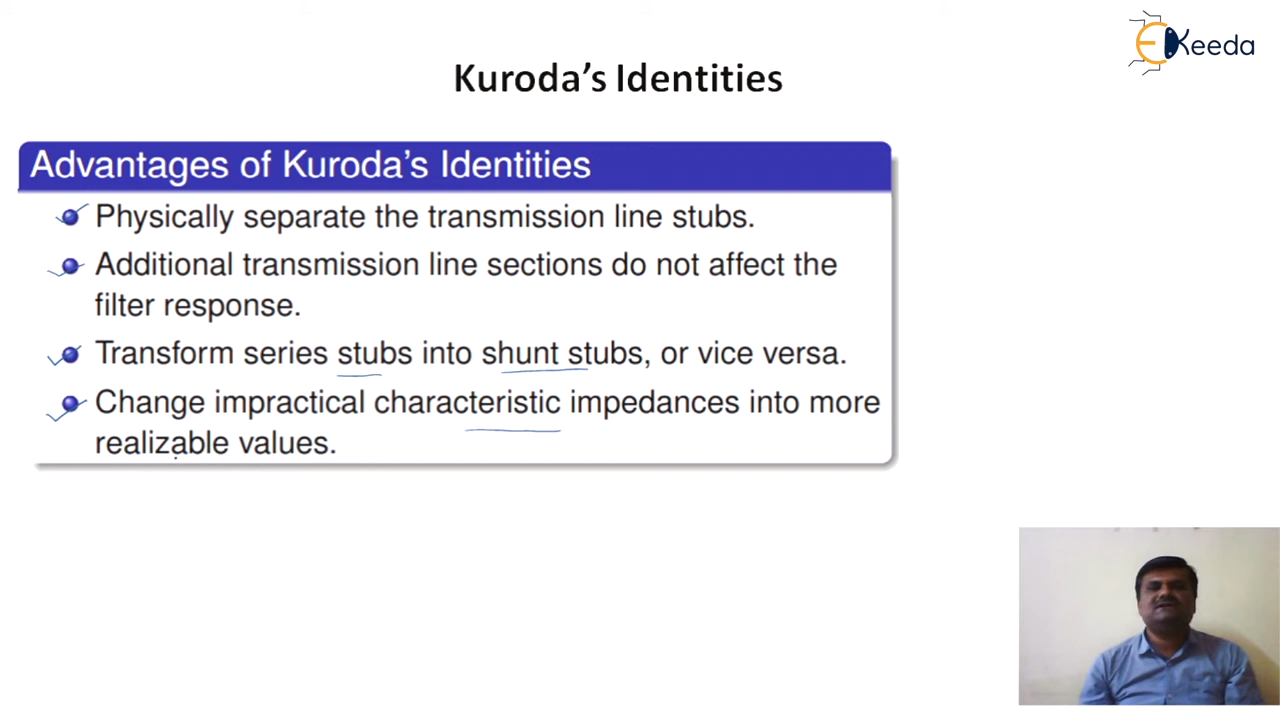 EKeeda
Kuroda's Identities
Advantages of Kuroda's Identities
Physically separate the transmission line stubs.
Additional transmission line sections do not affect the
filter response.
Transform series stubs into shunt stubs, or vice versa.
Change impractical characteristic impedances into more
realizable values.